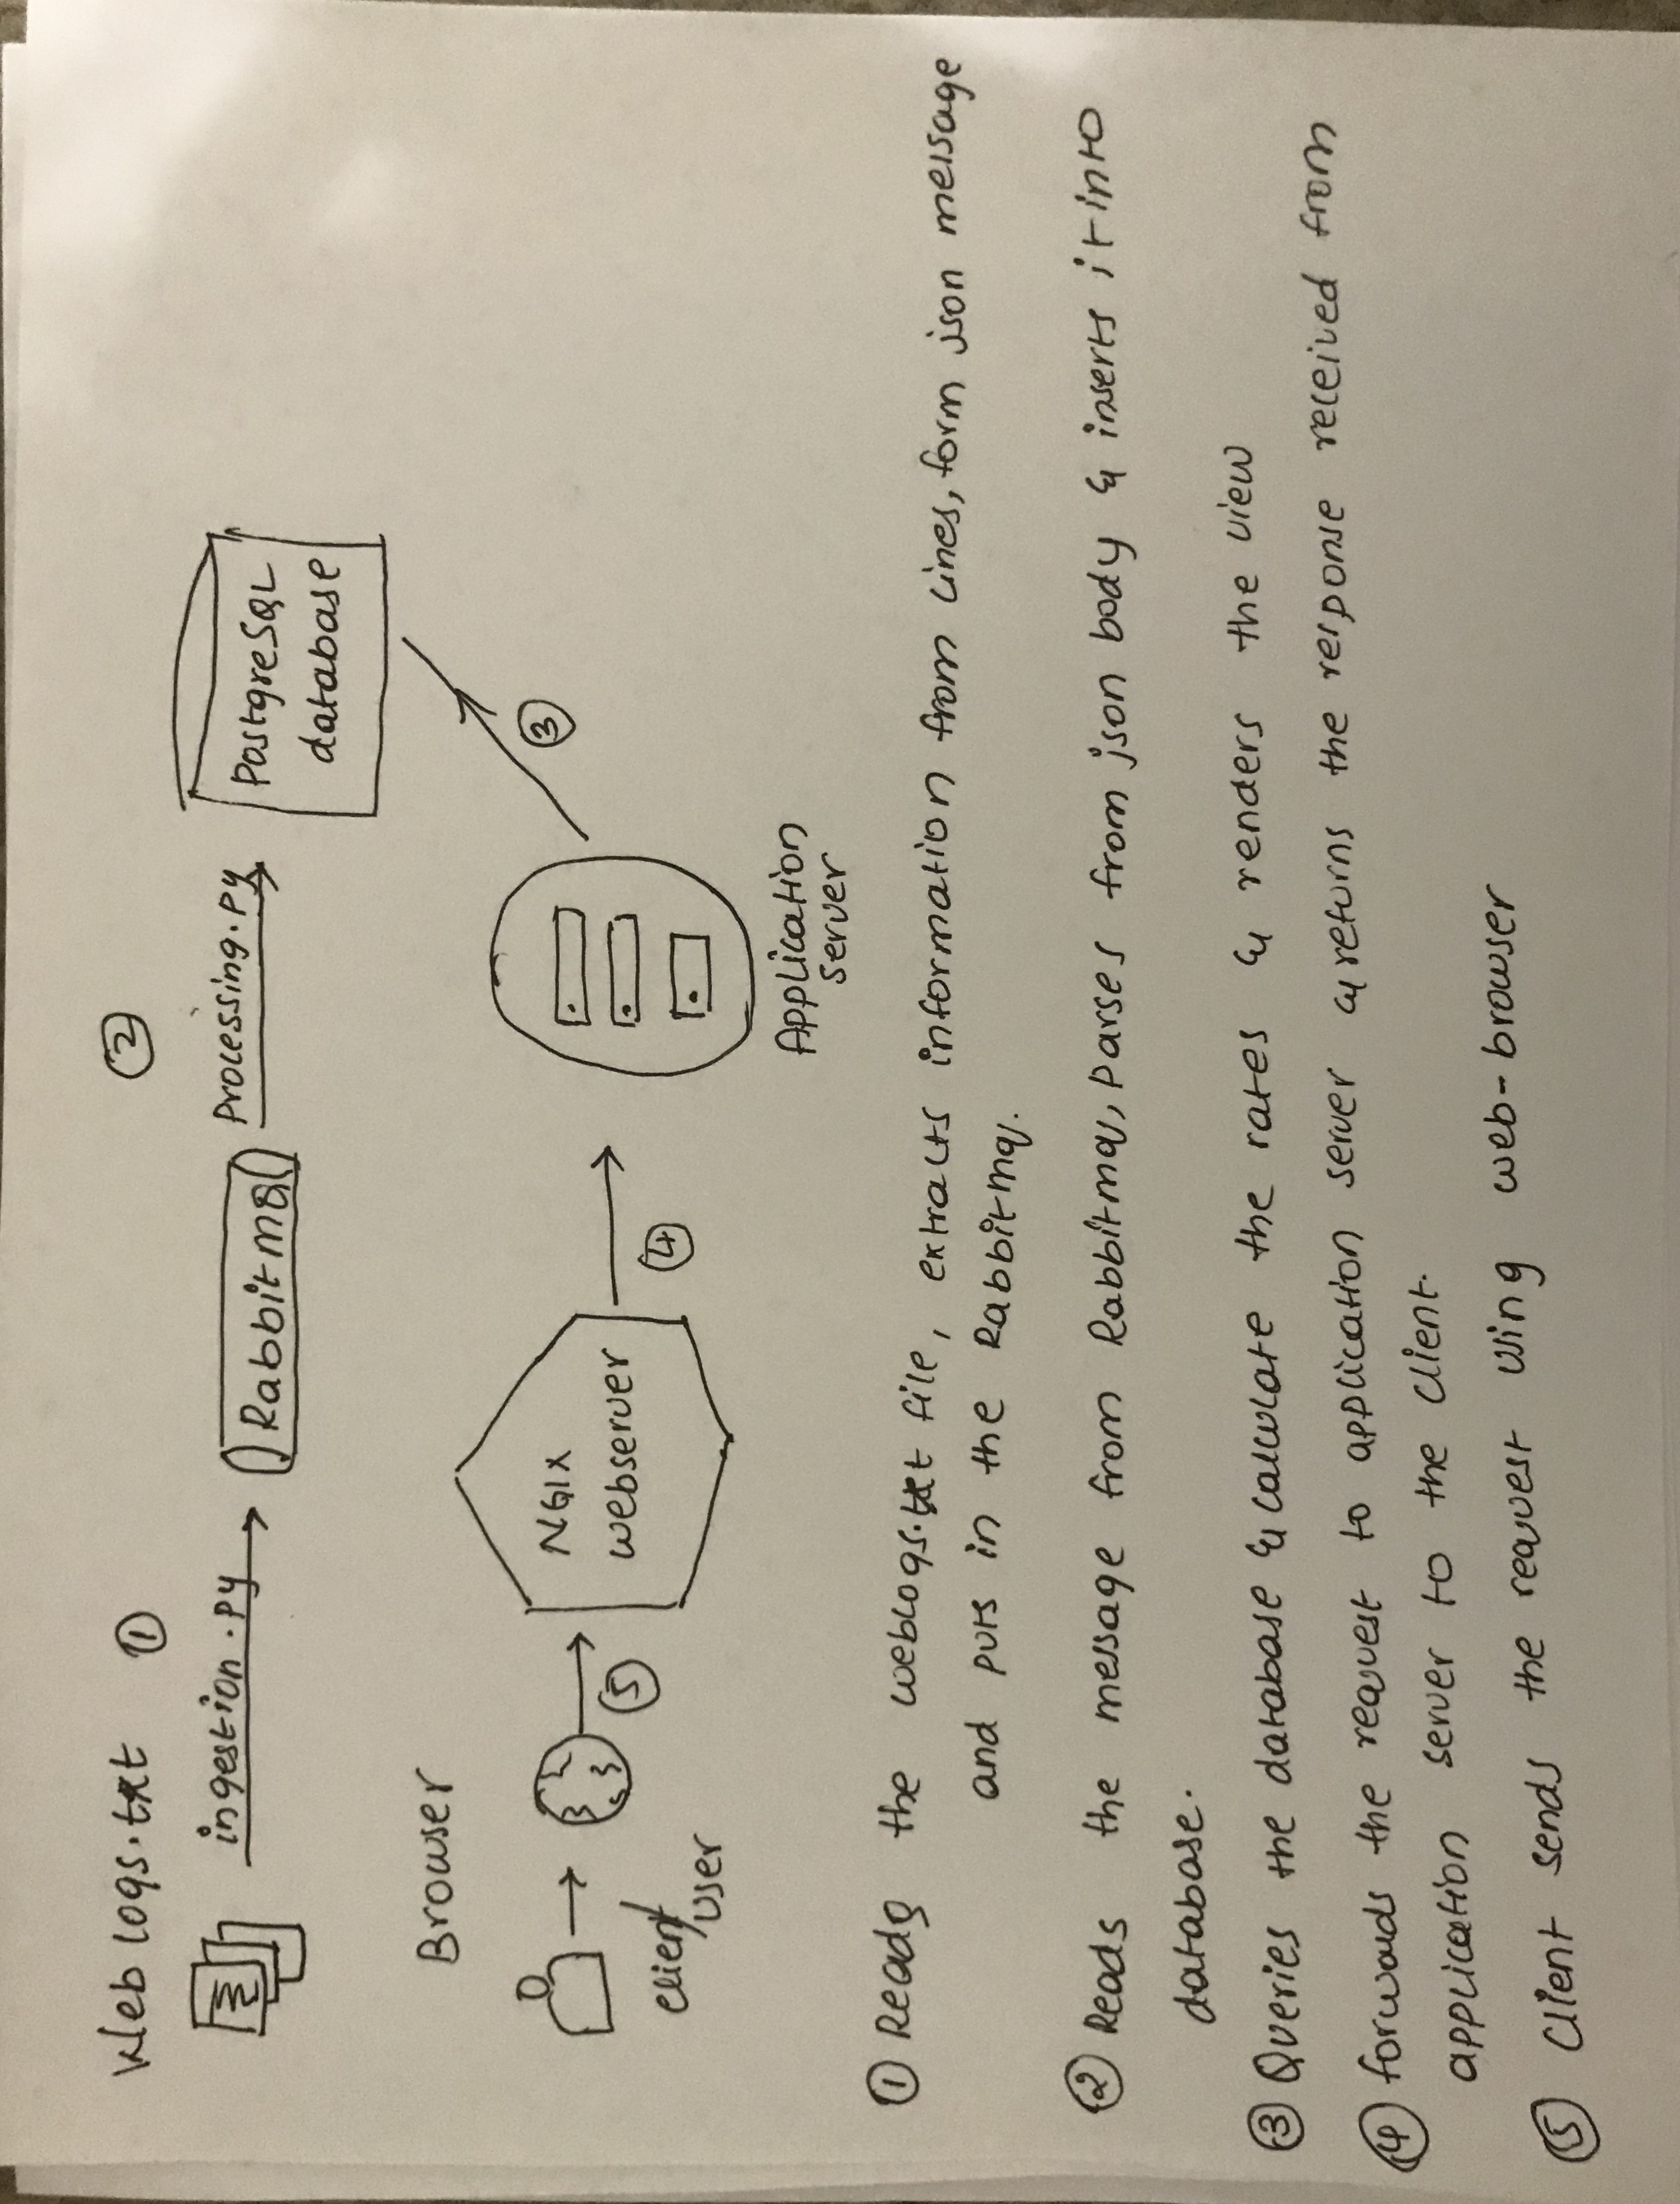 Web logs.txt ① ②
ingestion.py
Rabbit MQ
Processing.py
PostgreSQL
database
Browser
③
NGIX
webserver
⑤
④
client/
user
Application
server
① Reads the weblogs.txt file, extracts information from lines, form json message
and puts in the Rabbitmq.
② Reads the message from Rabbitmq, Parses from json body & inserts it into
database.
③ Queries the database & calculate the rates & renders the view
④ forwards the request to application server & returns the response received from
application server to the client.
⑤ Client sends the request using web-browser